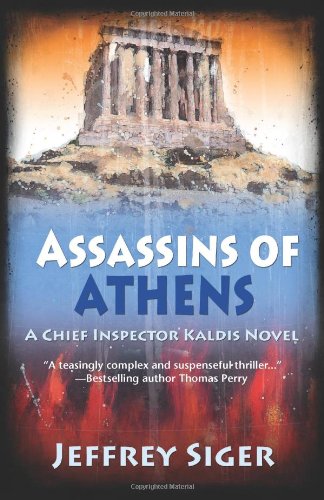 ASSASSINS OF
ATHENS
A CHIEF INSPECTOR KALDIS NOVEL
"A teasingly complex and suspenseful thriller..."
—Bestselling author Thomas Perry
JEFFREY SIGER